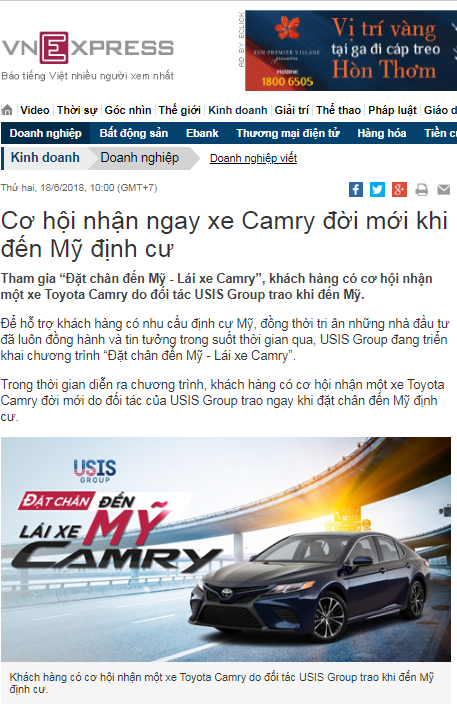 VNEXPRESS
Báo tiếng Việt nhiều người xem nhất
AD BY ECLICK
SUN PREMIER VILLAGE
Hotline:
1800 6505
Vị trí vàng
tại ga đi cáp treo
Hòn Thơm
Video Thời sự Góc nhìn Thế giới Kinh doanh Giải trí Thể thao Pháp luật Giáo d
Doanh nghiệp Bất động sản Ebank Thương mại điện tử Hàng hóa Tiền c
Kinh doanh Doanh nghiệp Doanh nghiệp viết
Thứ hai, 18/6/2018, 10:00 (GMT+7)
Cơ hội nhận ngay xe Camry đời mới khi
đến Mỹ định cư
Tham gia “Đặt chân đến Mỹ - Lái xe Camry”, khách hàng có cơ hội nhận
một xe Toyota Camry do đối tác USIS Group trao khi đến Mỹ.
Để hỗ trợ khách hàng có nhu cầu định cư Mỹ, đồng thời tri ân những nhà đầu tư
đã luôn đồng hành và tin tưởng trong suốt thời gian qua, USIS Group đang triển
khai chương trình “Đặt chân đến Mỹ - Lái xe Camry”.
Trong thời gian diễn ra chương trình, khách hàng có cơ hội nhận một xe Toyota
Camry đời mới do đối tác của USIS Group trao ngay khi đặt chân đến Mỹ định
cư.
USIS
GROUP
ĐẶT CHÂN ĐẾN
LÁI XE MỸ
CAMRY
Khách hàng có cơ hội nhận một xe Toyota Camry do đối tác USIS Group trao khi đến Mỹ
định cư.